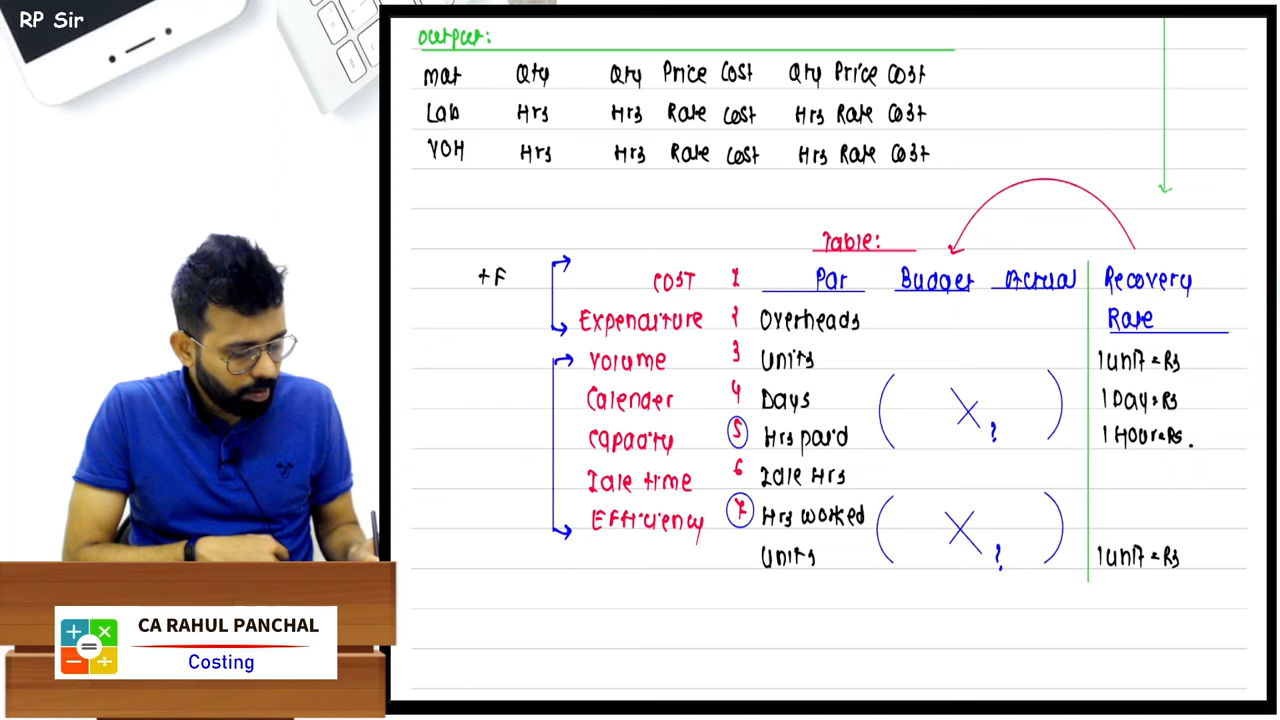 RP Sir
output:
mat Qty Qty Price Cost Qty Price Cost
Lab Hrs Hrs Rate Cost Hrs Rate Cost
VOH Hrs Hrs Rate Cost Hrs Rate Cost
Table:
+F COST 1 Par Budget Actual Recovery
Expenditure 2 Overheads Rate
Volume 3 Units 1 Unit = Rs
Calender 4 Days 1 Day = Rs
Capacity 5 Hrs paid X ? 1 Hour = Rs.
Idle time 6 Idle Hrs
Efficiency 7 Hrs worked X ?
Units 1 Unit = Rs
CA RAHUL PANCHAL
Costing